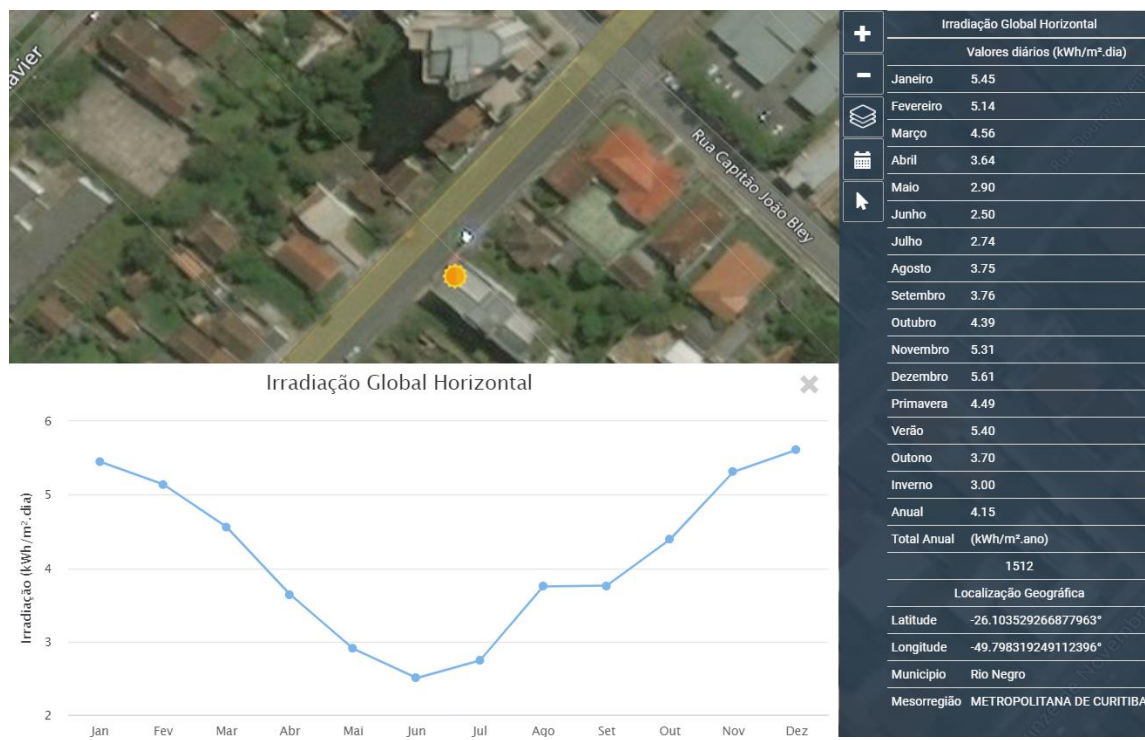 avier
Rua Capitão João Bley
Irradiação Global Horizontal
Irradiação (kWh/m².dia)
6
5
4
3
2
Jan Fev Mar Abr Mai Jun Jul Ago Set Out Nov Dez
Irradiação Global Horizontal
Valores diários (kWh/m².dia)
Janeiro 5.45
Fevereiro 5.14
Março 4.56
Abril 3.64
Maio 2.90
Junho 2.50
Julho 2.74
Agosto 3.75
Setembro 3.76
Outubro 4.39
Novembro 5.31
Dezembro 5.61
Primavera 4.49
Verão 5.40
Outono 3.70
Inverno 3.00
Anual 4.15
Total Anual (kWh/m².ano)
1512
Localização Geográfica
Latitude -26.103529266877963°
Longitude -49.798319249112396°
Municipio Rio Negro
Mesorregião METROPOLITANA DE CURITIBA